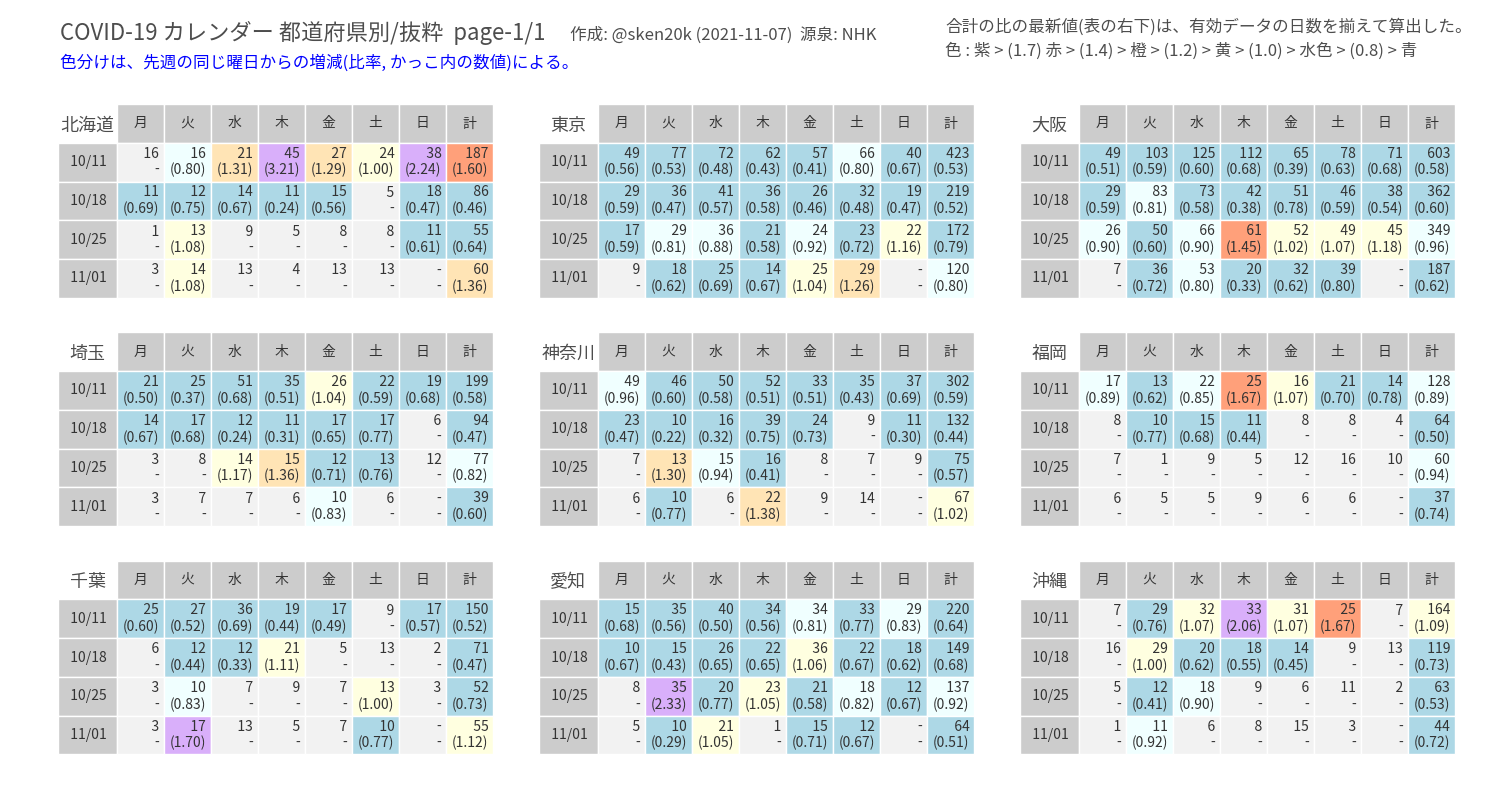 COVID-19 カレンダー 都道府県別/抜粋 page-1/1 作成: @sken20k (2021-11-07) 源泉: NHK
色分けは、先週の同じ曜日からの増減(比率, かっこ内の数値)による。
合計の比の最新値(表の右下)は、有効データの日数を揃えて算出した。
色 : 紫 > (1.7) 赤 > (1.4) > 橙 > (1.2) > 黄 > (1.0) > 水色 > (0.8) > 青
北海道 月 火 水 木 金 土 日 計
10/11 16 16 21 45 27 24 38 187
- (0.80) (1.31) (3.21) (1.29) (1.00) (2.24) (1.60)
10/18 11 12 14 11 15 5 18 86
(0.69) (0.75) (0.67) (0.24) (0.56) - (0.47) (0.46)
10/25 1 13 9 5 8 8 11 55
- (1.08) - - - - (0.61) (0.64)
11/01 3 14 13 4 13 13 - 60
- (1.08) - - - - - (1.36)
東京 月 火 水 木 金 土 日 計
10/11 49 77 72 62 57 66 40 423
(0.56) (0.53) (0.48) (0.43) (0.41) (0.80) (0.67) (0.53)
10/18 29 36 41 36 26 32 19 219
(0.59) (0.47) (0.57) (0.58) (0.46) (0.48) (0.47) (0.52)
10/25 17 29 36 21 24 23 22 172
(0.59) (0.81) (0.88) (0.58) (0.92) (0.72) (1.16) (0.79)
11/01 9 18 25 14 25 29 - 120
- (0.62) (0.69) (0.67) (1.04) (1.26) - (0.80)
大阪 月 火 水 木 金 土 日 計
10/11 49 103 125 112 65 78 71 603
(0.51) (0.59) (0.60) (0.68) (0.39) (0.63) (0.68) (0.58)
10/18 29 83 73 42 51 46 38 362
(0.59) (0.81) (0.58) (0.38) (0.78) (0.59) (0.54) (0.60)
10/25 26 50 66 61 52 49 45 349
(0.90) (0.60) (0.90) (1.45) (1.02) (1.07) (1.18) (0.96)
11/01 7 36 53 20 32 39 - 187
- (0.72) (0.80) (0.33) (0.62) (0.80) - (0.62)
埼玉 月 火 水 木 金 土 日 計
10/11 21 25 51 35 26 22 19 199
(0.50) (0.37) (0.68) (0.51) (1.04) (0.59) (0.68) (0.58)
10/18 14 17 12 11 17 17 6 94
(0.67) (0.68) (0.24) (0.31) (0.65) (0.77) - (0.47)
10/25 3 8 14 15 12 13 12 77
- - (1.17) (1.36) (0.71) (0.76) - (0.82)
11/01 3 7 7 6 10 6 - 39
- - - - (0.83) - - (0.60)
神奈川 月 火 水 木 金 土 日 計
10/11 49 46 50 52 33 35 37 302
(0.96) (0.60) (0.58) (0.51) (0.51) (0.43) (0.69) (0.59)
10/18 23 10 16 39 24 9 11 132
(0.47) (0.22) (0.32) (0.75) (0.73) - (0.30) (0.44)
10/25 7 13 15 16 8 7 9 75
- (1.30) (0.94) (0.41) - - - (0.57)
11/01 6 10 6 22 9 14 - 67
- (0.77) - (1.38) - - - (1.02)
福岡 月 火 水 木 金 土 日 計
10/11 17 13 22 25 16 21 14 128
(0.89) (0.62) (0.85) (1.67) (1.07) (0.70) (0.78) (0.89)
10/18 8 10 15 11 8 8 4 64
- (0.77) (0.68) (0.44) - - - (0.50)
10/25 7 1 9 5 12 16 10 60
- - - - - - - (0.94)
11/01 6 5 5 9 6 6 - 37
- - - - - - - (0.74)
千葉 月 火 水 木 金 土 日 計
10/11 25 27 36 19 17 9 17 150
(0.60) (0.52) (0.69) (0.44) (0.49) - (0.57) (0.52)
10/18 6 12 12 21 5 13 2 71
- (0.44) (0.33) (1.11) - - - (0.47)
10/25 3 10 7 9 7 13 3 52
- (0.83) - - - (1.00) - (0.73)
11/01 3 17 13 5 7 10 - 55
- (1.70) - - - (0.77) - (1.12)
愛知 月 火 水 木 金 土 日 計
10/11 15 35 40 34 34 33 29 220
(0.68) (0.56) (0.50) (0.56) (0.81) (0.77) (0.83) (0.64)
10/18 10 15 26 22 36 22 18 149
(0.67) (0.43) (0.65) (0.65) (1.06) (0.67) (0.62) (0.68)
10/25 8 35 20 23 21 18 12 137
- (2.33) (0.77) (1.05) (0.58) (0.82) (0.67) (0.92)
11/01 5 10 21 1 15 12 - 64
- (0.29) (1.05) - (0.71) (0.67) - (0.51)
沖縄 月 火 水 木 金 土 日 計
10/11 7 29 32 33 31 25 7 164
- (0.76) (1.07) (2.06) (1.07) (1.67) - (1.09)
10/18 16 29 20 18 14 9 13 119
- (1.00) (0.62) (0.55) (0.45) - - (0.73)
10/25 5 12 18 9 6 11 2 63
- (0.41) (0.90) - - - - (0.53)
11/01 1 11 6 8 15 3 - 44
- (0.92) - - - - - (0.72)